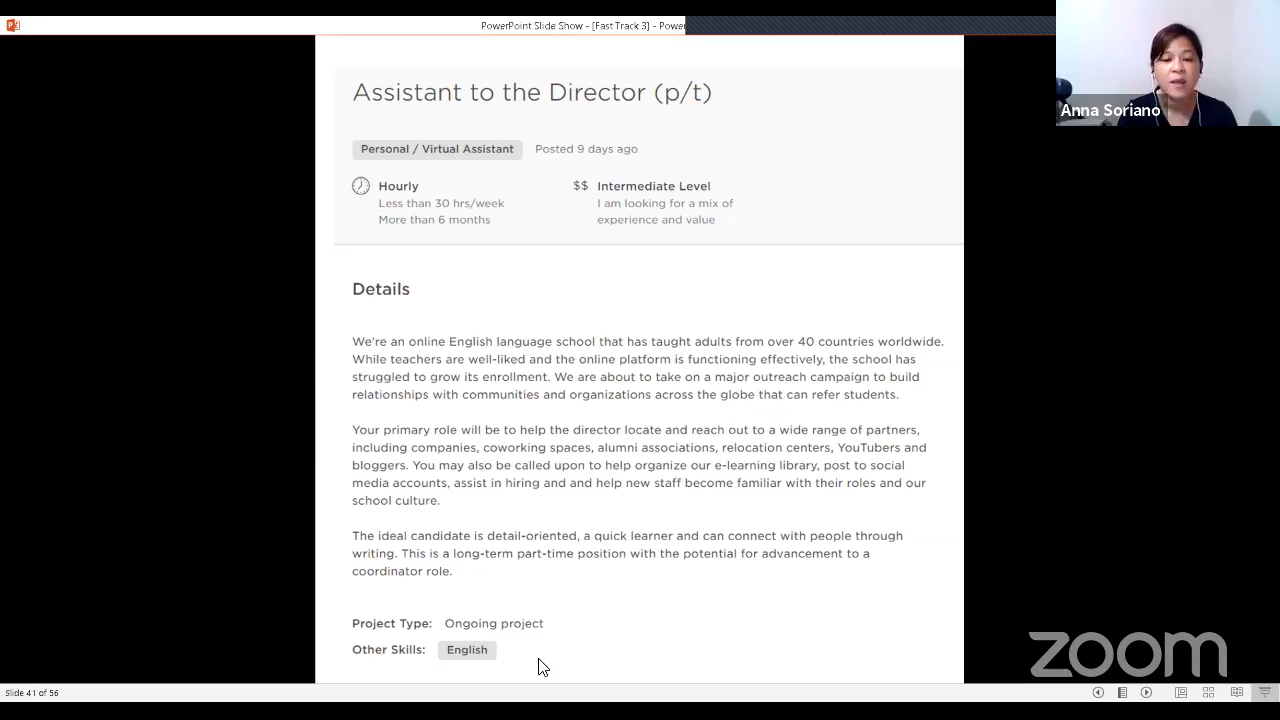 PowerPoint Slide Show - [Fast Track 3] - Power
Anna Soriano
Assistant to the Director (p/t)
Personal / Virtual Assistant Posted 9 days ago
Hourly
Less than 30 hrs/week
More than 6 months
$$ Intermediate Level
I am looking for a mix of
experience and value
Details
We're an online English language school that has taught adults from over 40 countries worldwide.
While teachers are well-liked and the online platform is functioning effectively, the school has
struggled to grow its enrollment. We are about to take on a major outreach campaign to build
relationships with communities and organizations across the globe that can refer students.
Your primary role will be to help the director locate and reach out to a wide range of partners,
including companies, coworking spaces, alumni associations, relocation centers, YouTubers and
bloggers. You may also be called upon to help organize our e-learning library, post to social
media accounts, assist in hiring and and help new staff become familiar with their roles and our
school culture.
The ideal candidate is detail-oriented, a quick learner and can connect with people through
writing. This is a long-term part-time position with the potential for advancement to a
coordinator role.
Project Type: Ongoing project
Other Skills: English
zoom
Slide 41 of 56